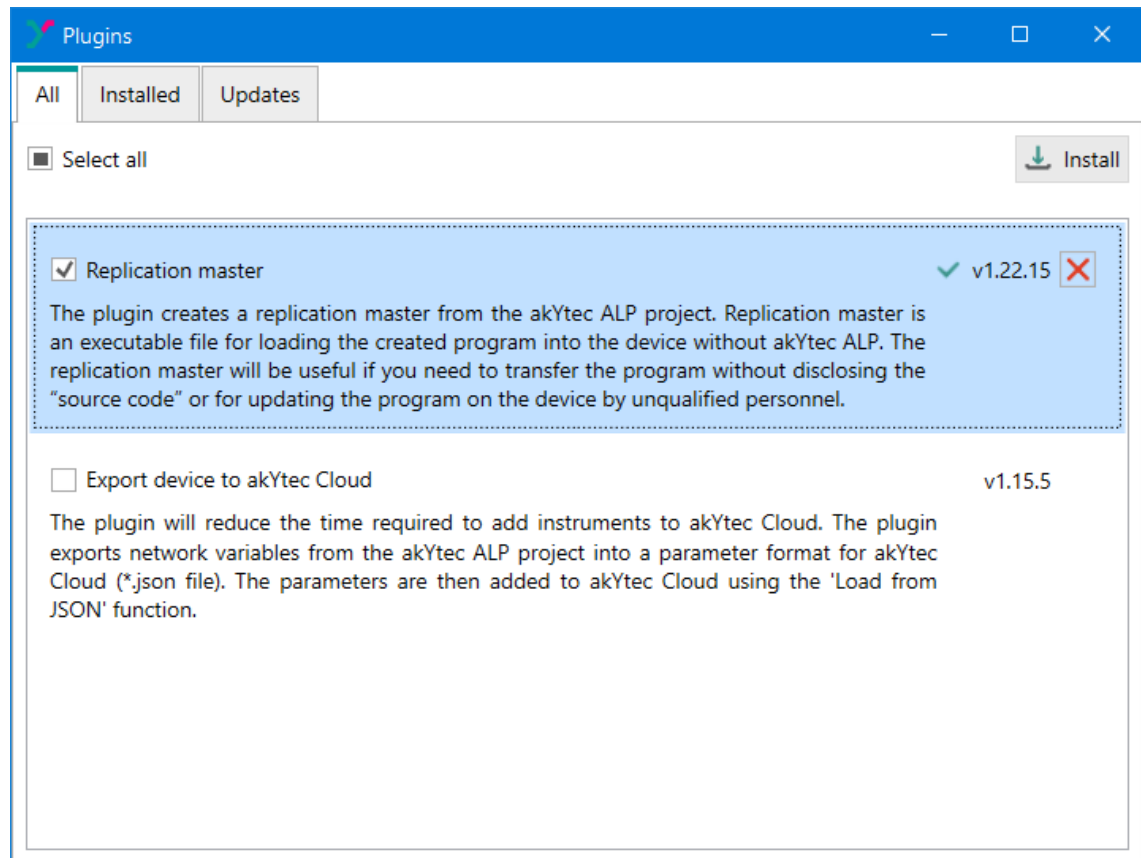 Plugins
All Installed Updates
Select all Install
Replication master v1.22.15
The plugin creates a replication master from the akYtec ALP project. Replication master is
an executable file for loading the created program into the device without akYtec ALP. The
replication master will be useful if you need to transfer the program without disclosing the
“source code” or for updating the program on the device by unqualified personnel.
Export device to akYtec Cloud v1.15.5
The plugin will reduce the time required to add instruments to akYtec Cloud. The plugin
exports network variables from the akYtec ALP project into a parameter format for akYtec
Cloud (*.json file). The parameters are then added to akYtec Cloud using the 'Load from
JSON' function.